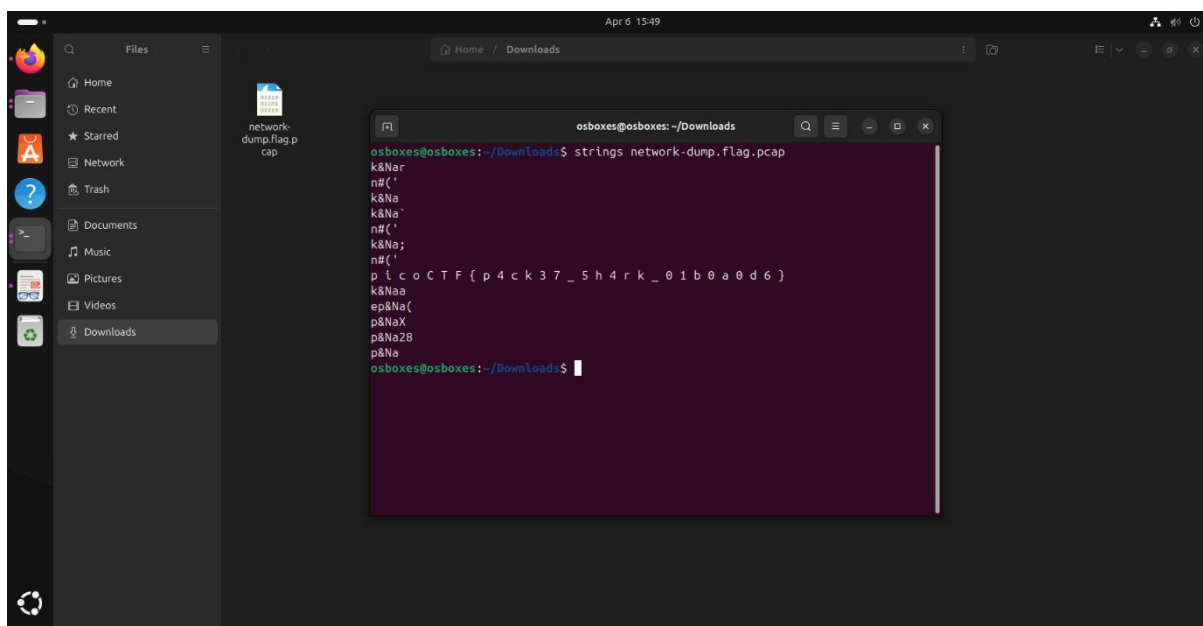 Apr 6 15:49
Files
Home / Downloads
Home
Recent
Starred
Network
Trash
Documents
Music
Pictures
Videos
Downloads
network-
dump.flag.p
cap
osboxes@osboxes: ~/Downloads
osboxes@osboxes:~/Downloads$ strings network-dump.flag.pcap
k&Nar
n#('
k&Na
k&Na`
n#('
k&Na;
n#('
p i c o C T F { p 4 c k 3 7 _ 5 h 4 r k _ 0 1 b 0 a 0 d 6 }
k&Naa
ep&Na(
p&NaX
p&Na28
p&Na
osboxes@osboxes:~/Downloads$